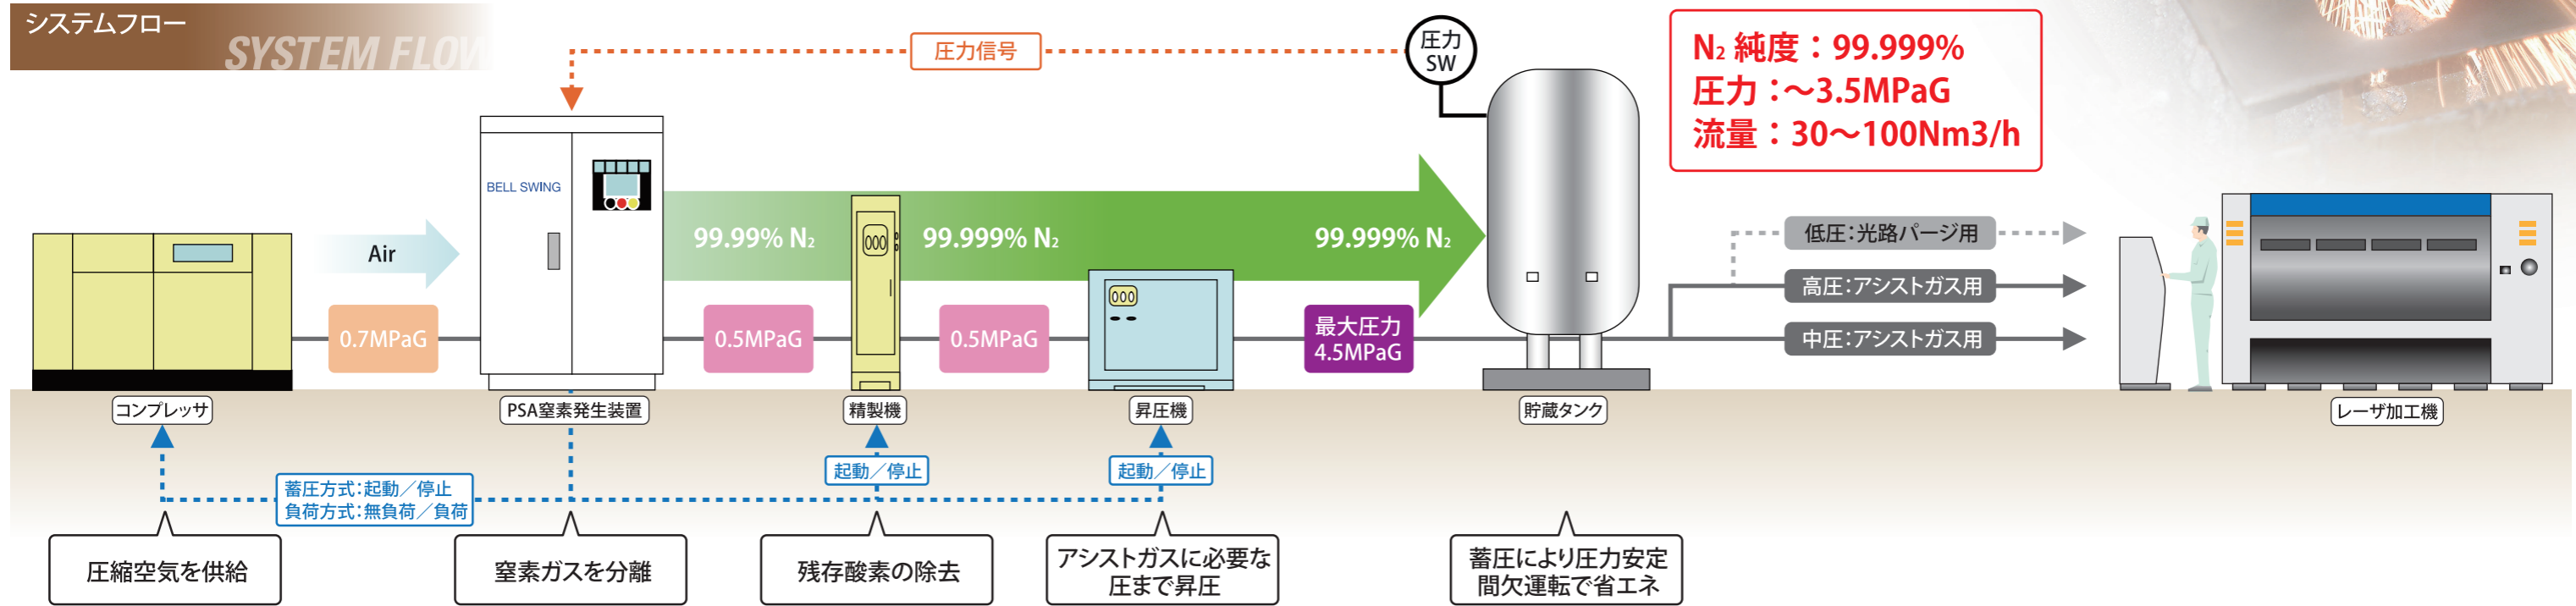 システムフロー
SYSTEM FLOW
圧力信号
圧力
SW
N₂ 純度：99.999%
圧力：～3.5MPaG
流量：30～100Nm3/h
BELL SWING
Air
99.99% N₂
99.999% N₂
99.999% N₂
000
000
0.7MPaG
0.5MPaG
0.5MPaG
最大圧力
4.5MPaG
低圧：光路パージ用
高圧：アシストガス用
中圧：アシストガス用
コンプレッサ
PSA窒素発生装置
精製機
昇圧機
貯蔵タンク
レーザ加工機
起動／停止
起動／停止
蓄圧方式：起動／停止
負荷方式：無負荷／負荷
圧縮空気を供給
窒素ガスを分離
残存酸素の除去
アシストガスに必要な
圧まで昇圧
蓄圧により圧力安定
間欠運転で省エネ